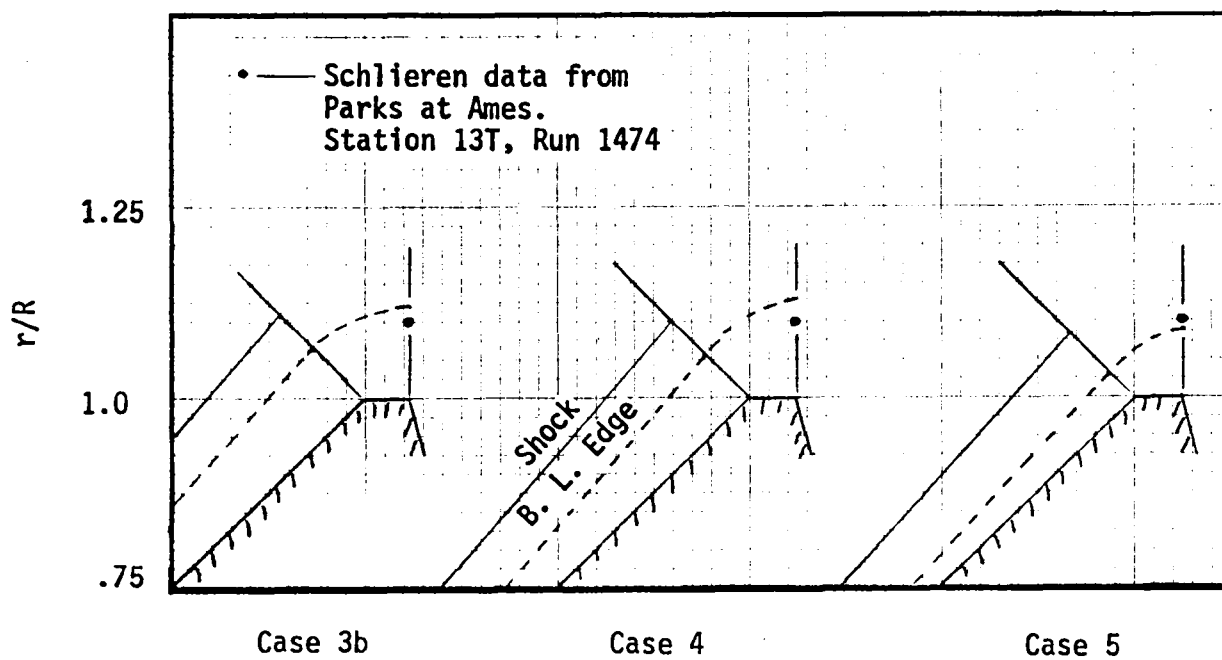 Schlieren data from
Parks at Ames.
Station 13T, Run 1474
1.25
1.0
.75
r/R
Shock
B. L. Edge
Case 3b
Case 4
Case 5